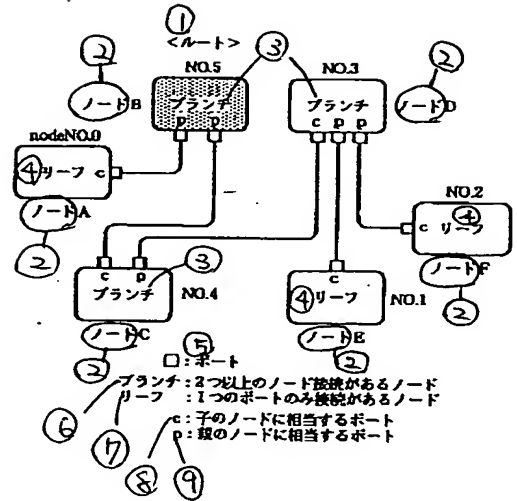 ①
<ルート>
② NO.5 ③ NO.3 ②
ノードB ブランチ ブランチ ノードD
p p c p p
nodeNO.0
④リーフ c
NO.2
c ④リーフ
ノードA
② ③
ノードF
②
c p
ブランチ NO.4
c
④リーフ NO.1
ノードC ノードE
② ⑤ ②
□:ポート
ブランチ:2つ以上のノード接続があるノード
リーフ :1つのポートのみ接続があるノード
c:子のノードに相当するポート
p:親のノードに相当するポート
⑥ ⑦ ⑧ ⑨